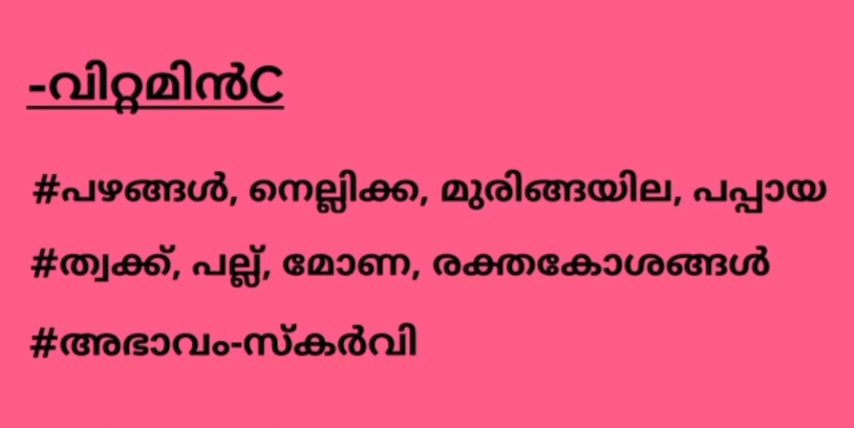 -വിറ്റമിൻC
#പഴങ്ങൾ, നെല്ലിക്ക, മുരിങ്ങയില, പപ്പായ
#ത്വക്ക്, പല്ല്, മോണ, രക്തകോശങ്ങൾ
#അഭാവം-സ്കർവി